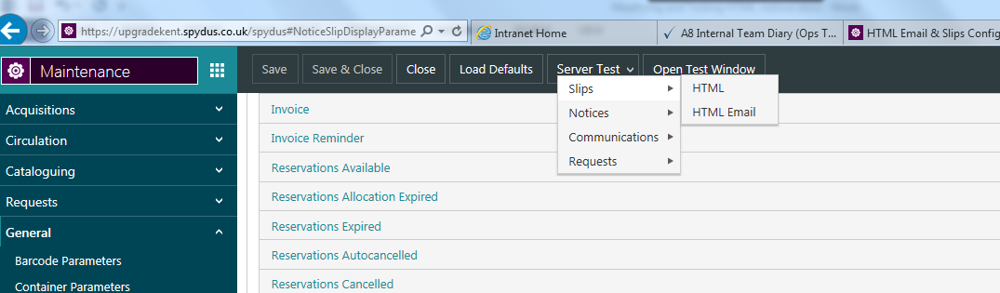 https://upgradekent.spydus.co.uk/spydus#NoticeSlipDisplayParame
Intranet Home
A8 Internal Team Diary (Ops T...
HTML Email & Slips Config
Maintenance
Save
Save & Close
Close
Load Defaults
Server Test
Open Test Window
Slips
HTML
Notices
HTML Email
Communications
Requests
Acquisitions
Circulation
Cataloguing
Requests
General
Barcode Parameters
Container Parameters
Invoice
Invoice Reminder
Reservations Available
Reservations Allocation Expired
Reservations Expired
Reservations Autocancelled
Reservations Cancelled